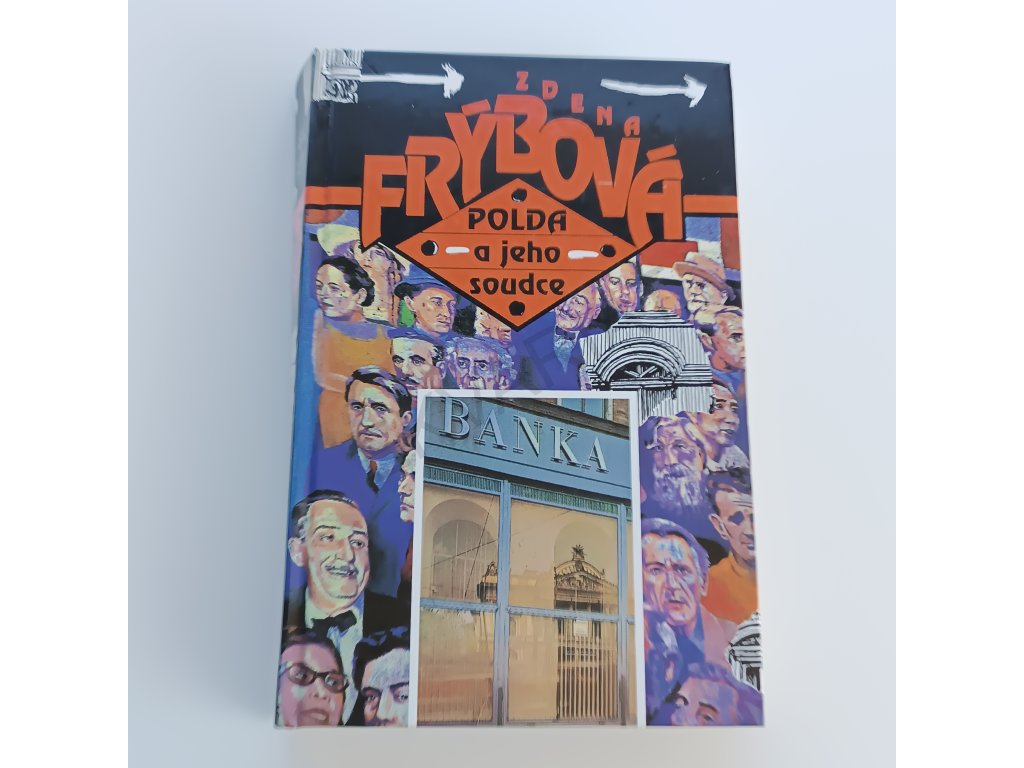 ZDENA
FRÝBOVÁ
POLDA
a jeho
soudce
BANKA